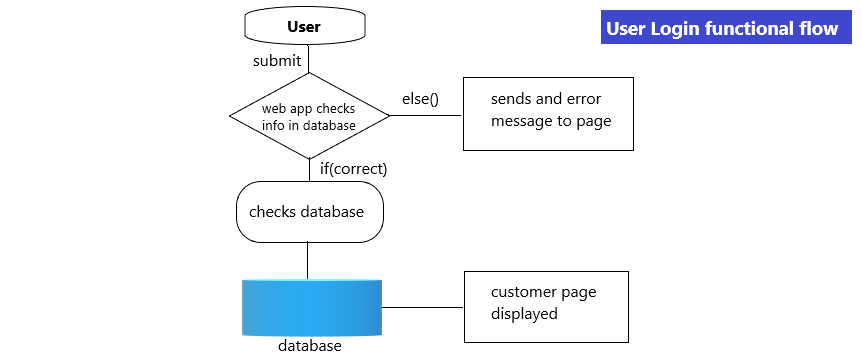 User Login functional flow
User
submit
web app checks
info in database
else()
sends and error
message to page
if(correct)
checks database
customer page
displayed
database